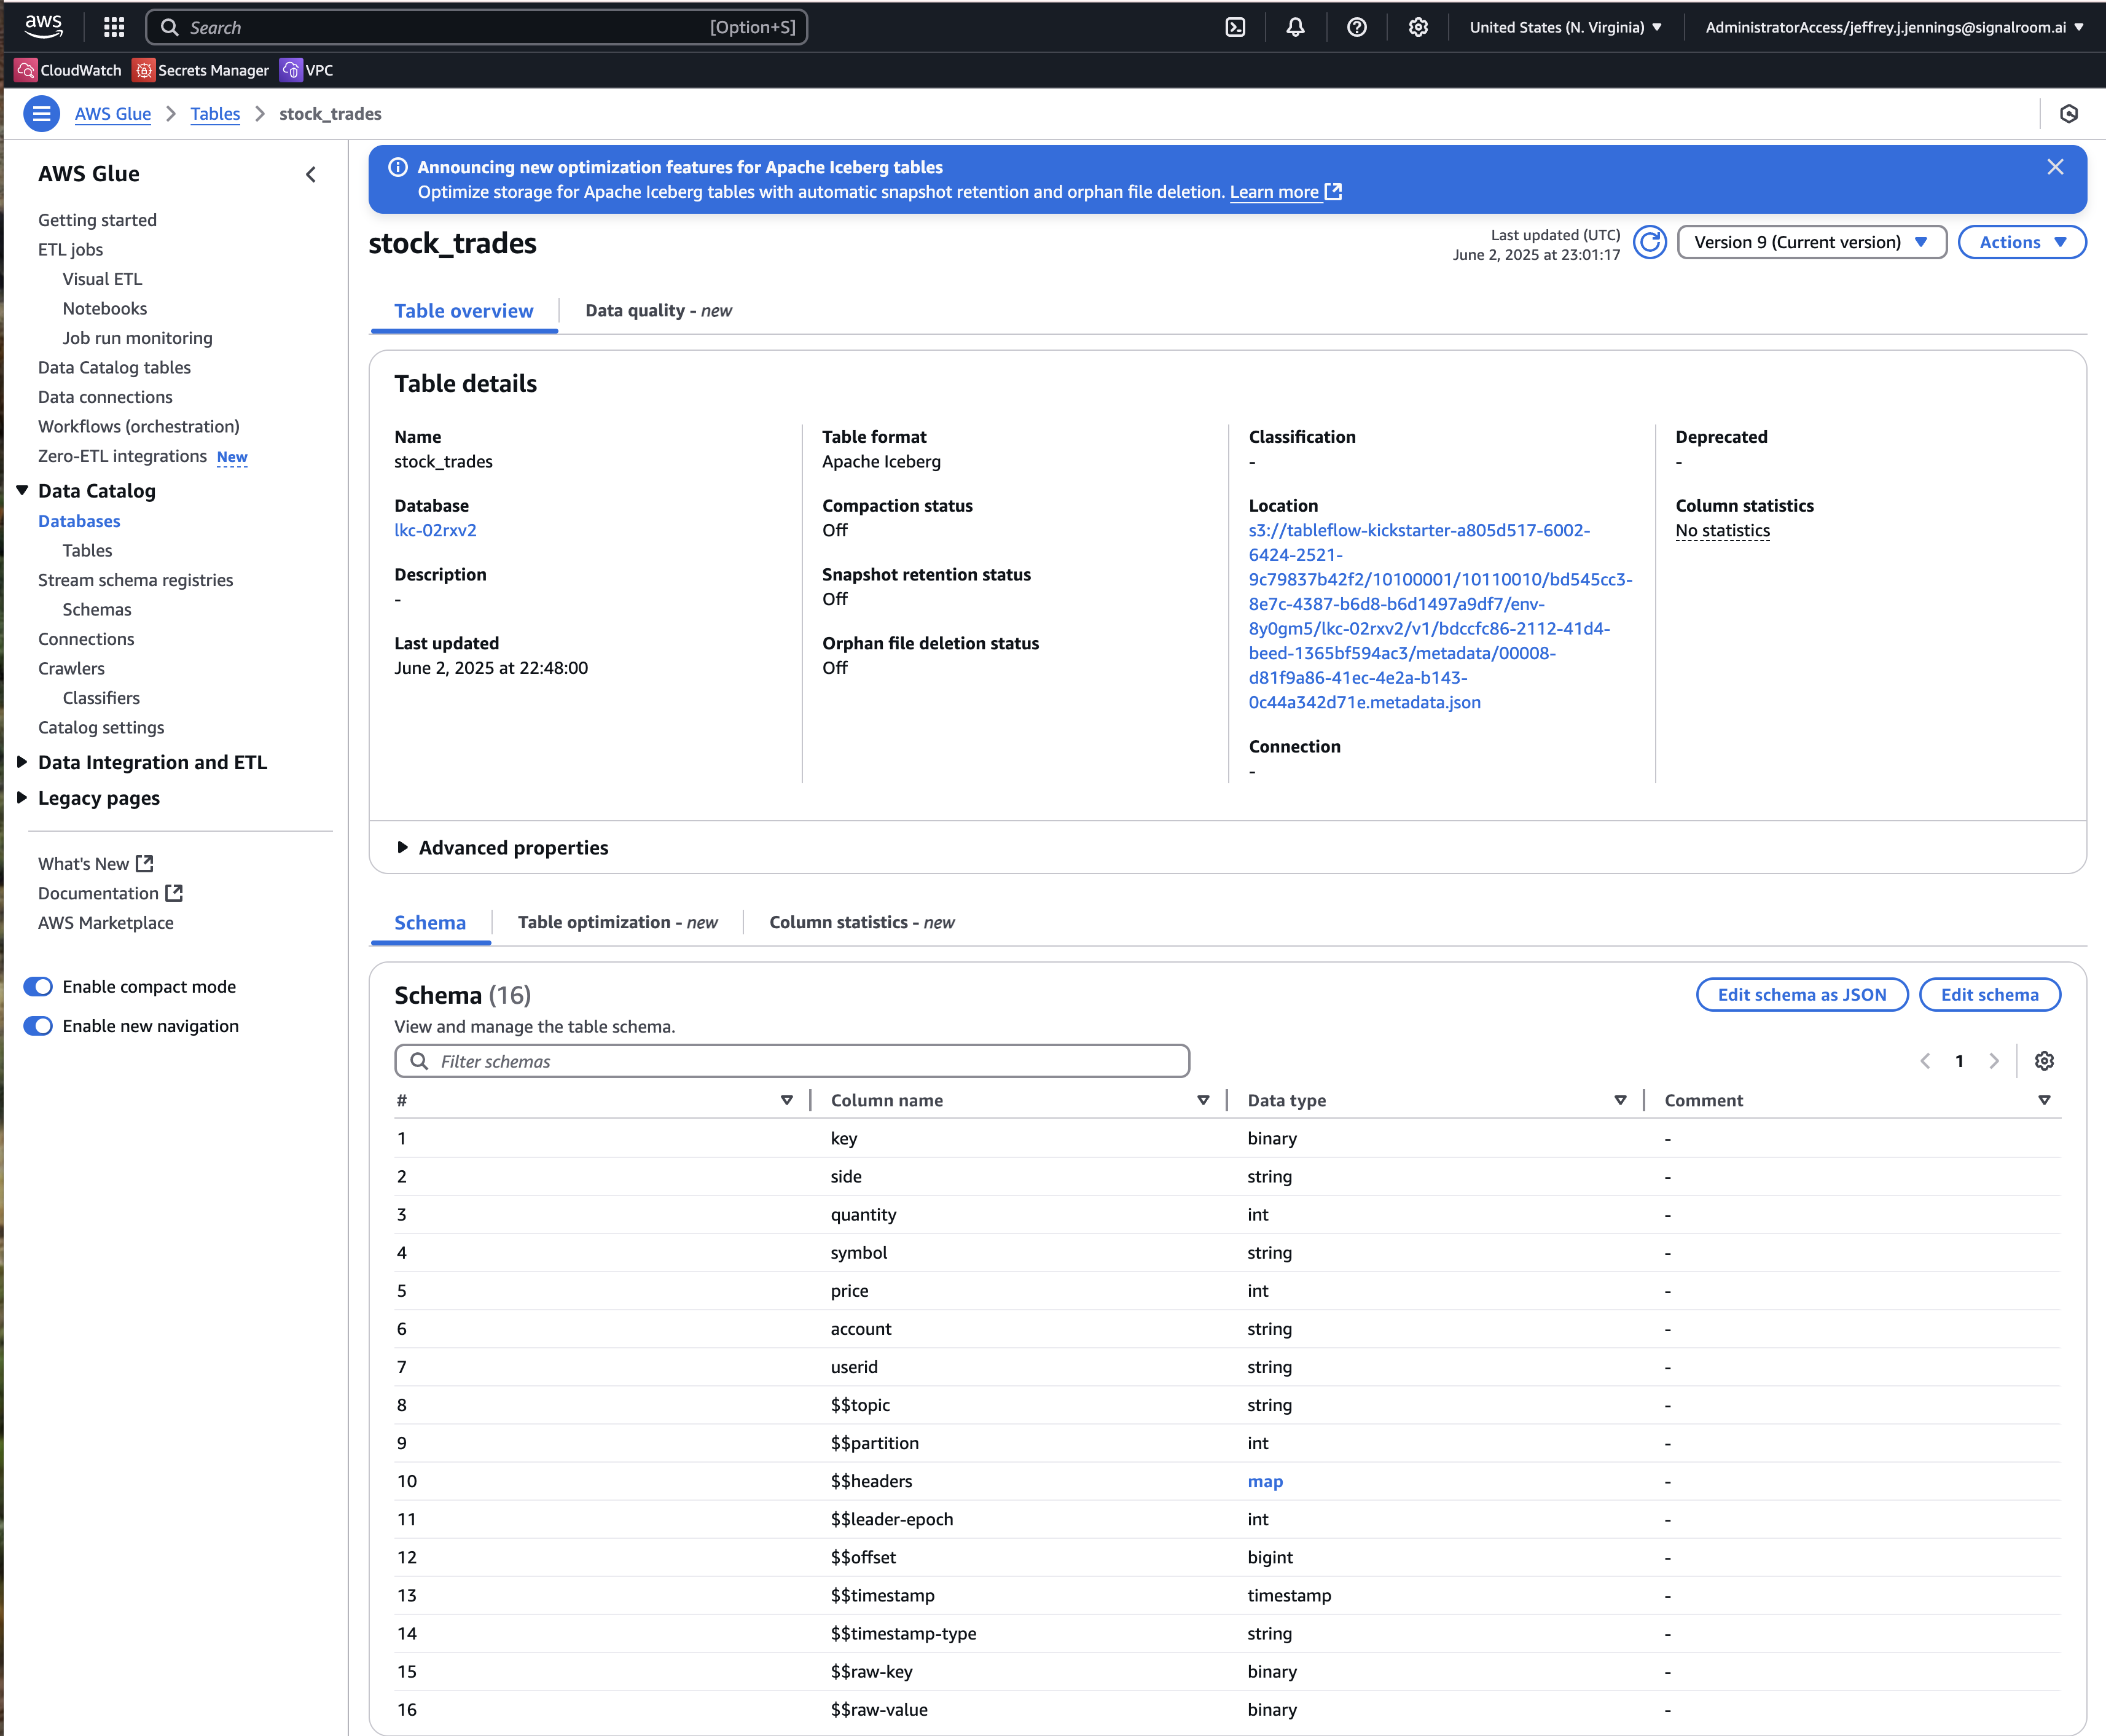 aws
Search [Option+S]
United States (N. Virginia)
AdministratorAccess/jeffrey.j.jennings@signalroom.ai
CloudWatch
Secrets Manager
VPC
AWS Glue
Tables
stock_trades
AWS Glue
Getting started
ETL jobs
Visual ETL
Notebooks
Job run monitoring
Data Catalog tables
Data connections
Workflows (orchestration)
Zero-ETL integrations New
Data Catalog
Databases
Tables
Stream schema registries
Schemas
Connections
Crawlers
Classifiers
Catalog settings
Data Integration and ETL
Legacy pages
What's New
Documentation
AWS Marketplace
Enable compact mode
Enable new navigation
Announcing new optimization features for Apache Iceberg tables
Optimize storage for Apache Iceberg tables with automatic snapshot retention and orphan file deletion. Learn more
stock_trades
Last updated (UTC)
June 2, 2025 at 23:01:17
Version 9 (Current version)
Actions
Table overview
Data quality - new
Table details
Name
stock_trades
Database
lkc-02rxv2
Description
-
Last updated
June 2, 2025 at 22:48:00
Table format
Apache Iceberg
Compaction status
Off
Snapshot retention status
Off
Orphan file deletion status
Off
Classification
-
Location
s3://tableflow-kickstarter-a805d517-6002-
6424-2521-
9c79837b42f2/10100001/10110010/bd545cc3-
8e7c-4387-b6d8-b6d1497a9df7/env-
8y0gm5/lkc-02rxv2/v1/bdccfc86-2112-41d4-
beed-1365bf594ac3/metadata/00008-
d81f9a86-41ec-4e2a-b143-
0c44a342d71e.metadata.json
Connection
-
Deprecated
-
Column statistics
No statistics
Advanced properties
Schema
Table optimization - new
Column statistics - new
Schema (16)
View and manage the table schema.
Edit schema as JSON
Edit schema
Filter schemas
1
# Column name Data type Comment
1 key binary -
2 side string -
3 quantity int -
4 symbol string -
5 price int -
6 account string -
7 userid string -
8 $$topic string -
9 $$partition int -
10 $$headers map -
11 $$leader-epoch int -
12 $$offset bigint -
13 $$timestamp timestamp -
14 $$timestamp-type string -
15 $$raw-key binary -
16 $$raw-value binary -